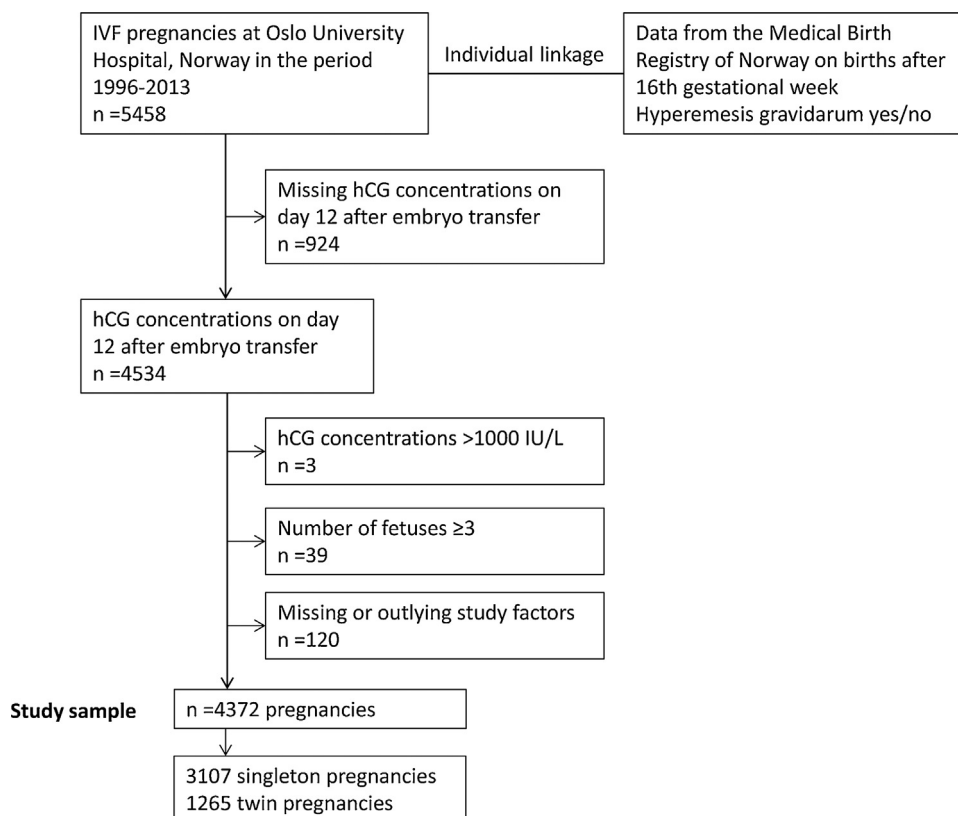 IVF pregnancies at Oslo University
Hospital, Norway in the period
1996-2013
n =5458
Individual linkage
Data from the Medical Birth
Registry of Norway on births after
16th gestational week
Hyperemesis gravidarum yes/no
Missing hCG concentrations on
day 12 after embryo transfer
n =924
hCG concentrations on day
12 after embryo transfer
n =4534
hCG concentrations >1000 IU/L
n =3
Number of fetuses ≥3
n =39
Missing or outlying study factors
n =120
Study sample
n =4372 pregnancies
3107 singleton pregnancies
1265 twin pregnancies